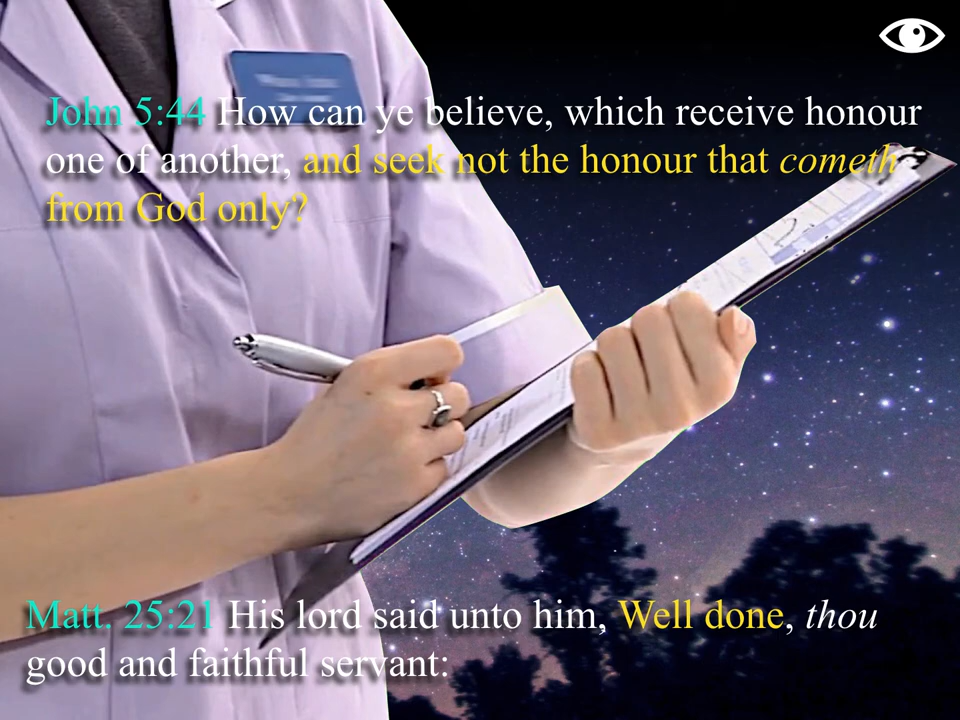 John 5:44 How can ye believe, which receive honour
one of another, and seek not the honour that cometh
from God only?
Matt. 25:21 His lord said unto him, Well done, thou
good and faithful servant: